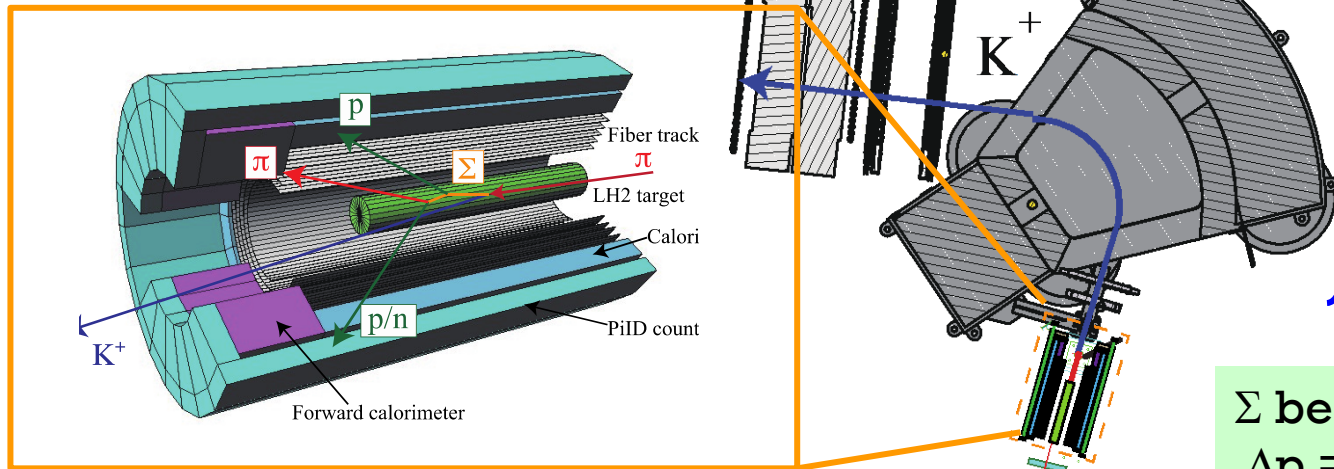 K+
p
Fiber track
π
Σ
π
LH2 target
Calori
p/n
PiID count
K+
Forward calorimeter
Σ be